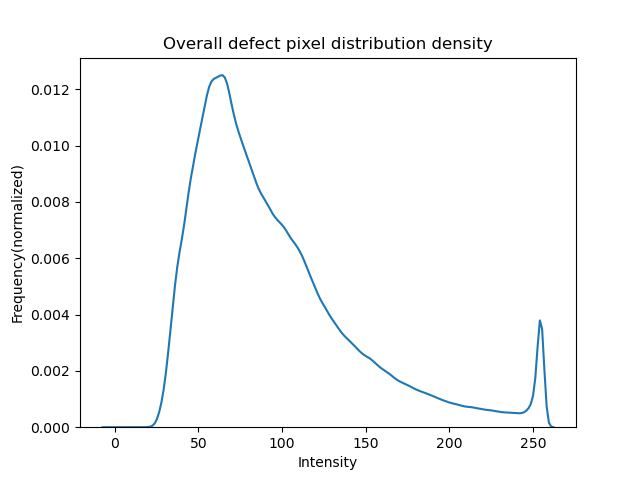 Overall defect pixel distribution density
0.012
0.010
0.008
0.006
0.004
0.002
0.000
Frequency(normalized)
0 50 100 150 200 250
Intensity